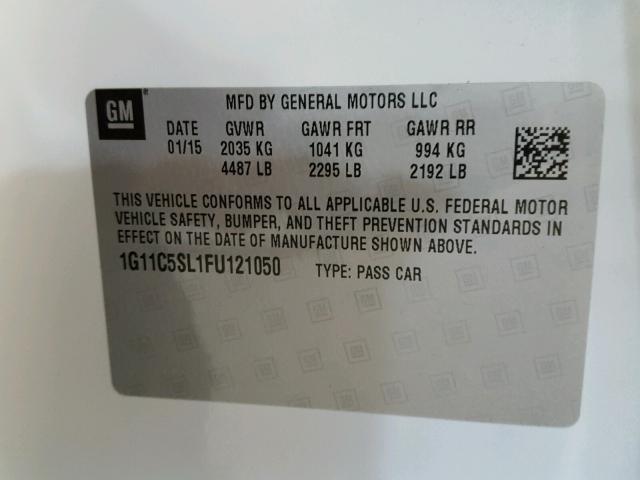 GM
MFD BY GENERAL MOTORS LLC
DATE GVWR GAWR FRT GAWR RR
01/15 2035 KG 1041 KG 994 KG
4487 LB 2295 LB 2192 LB
THIS VEHICLE CONFORMS TO ALL APPLICABLE U.S. FEDERAL MOTOR
VEHICLE SAFETY, BUMPER, AND THEFT PREVENTION STANDARDS IN
EFFECT ON THE DATE OF MANUFACTURE SHOWN ABOVE.
1G11C5SL1FU121050 TYPE: PASS CAR